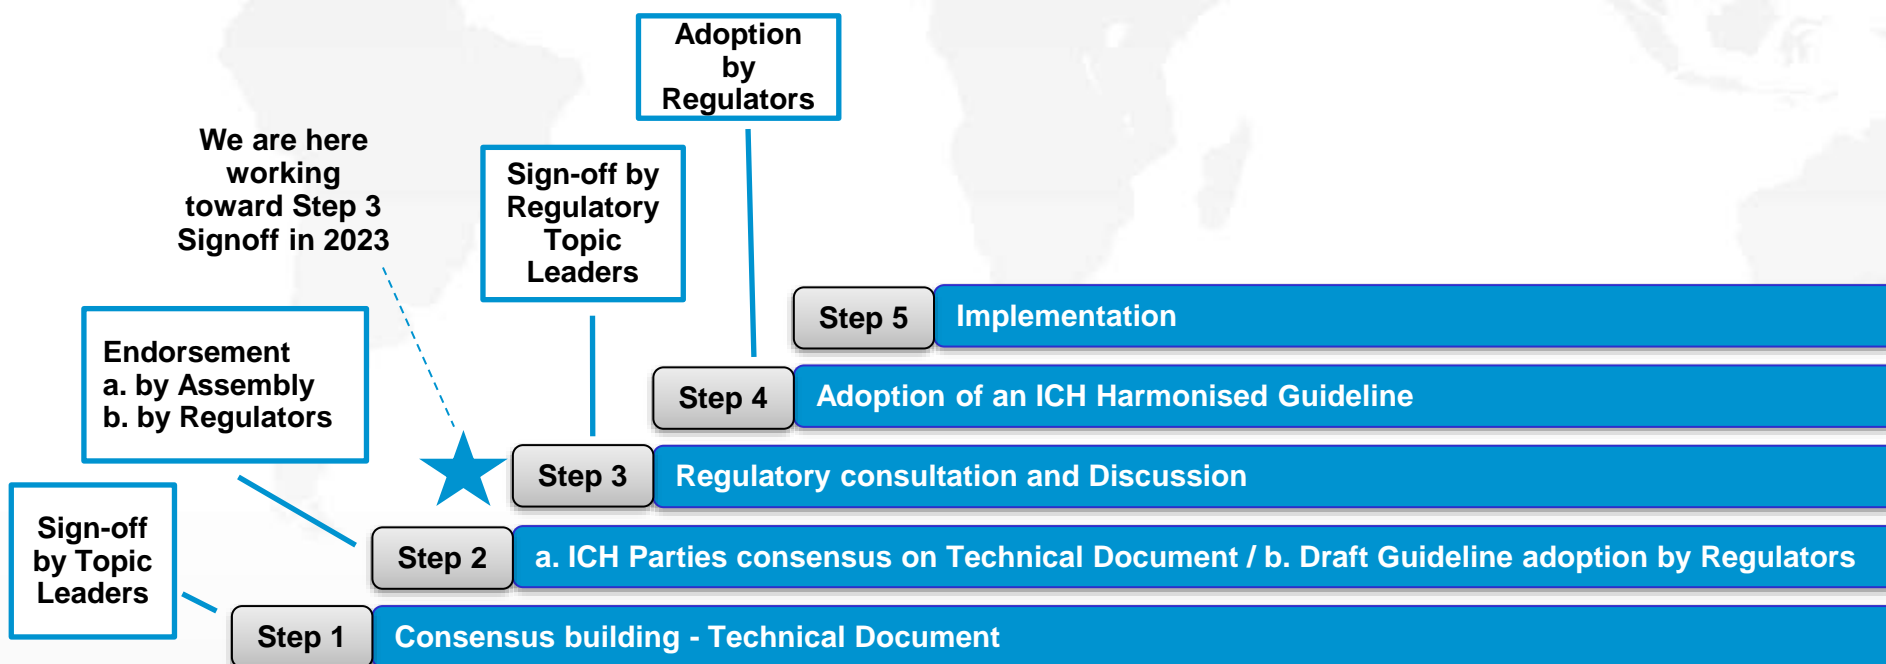 Adoption
by
Regulators
We are here
working
toward Step 3
Signoff in 2023
Sign-off by
Regulatory
Topic
Leaders
Endorsement
a. by Assembly
b. by Regulators
Sign-off
by Topic
Leaders
Step 5 Implementation
Step 4 Adoption of an ICH Harmonised Guideline
Step 3 Regulatory consultation and Discussion
Step 2 a. ICH Parties consensus on Technical Document / b. Draft Guideline adoption by Regulators
Step 1 Consensus building - Technical Document